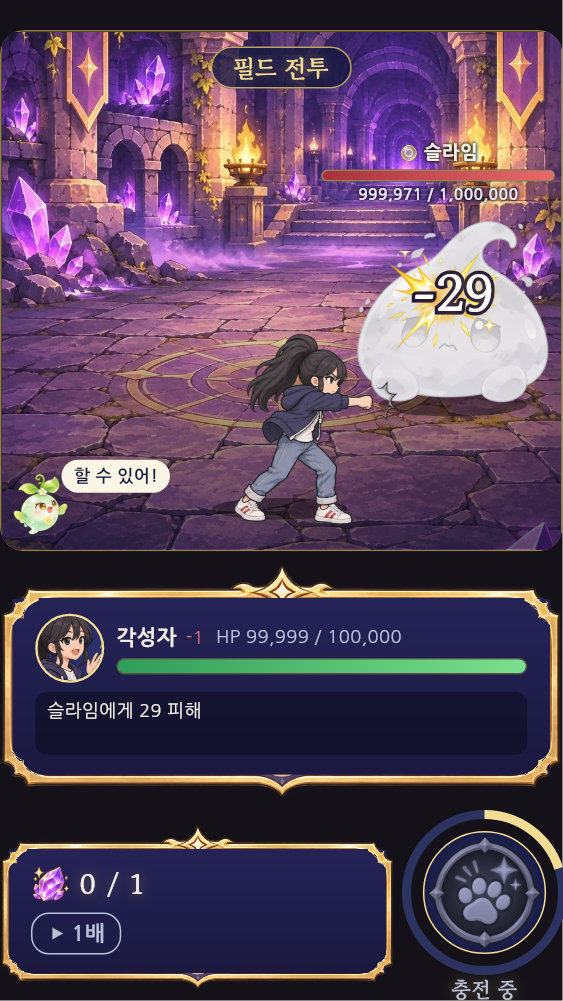 필드 전투
슬라임
999,971 / 1,000,000
-29
할 수 있어!
각성자 -1 HP 99,999 / 100,000
슬라임에게 29 피해
0 / 1
▶ 1배
충전 중